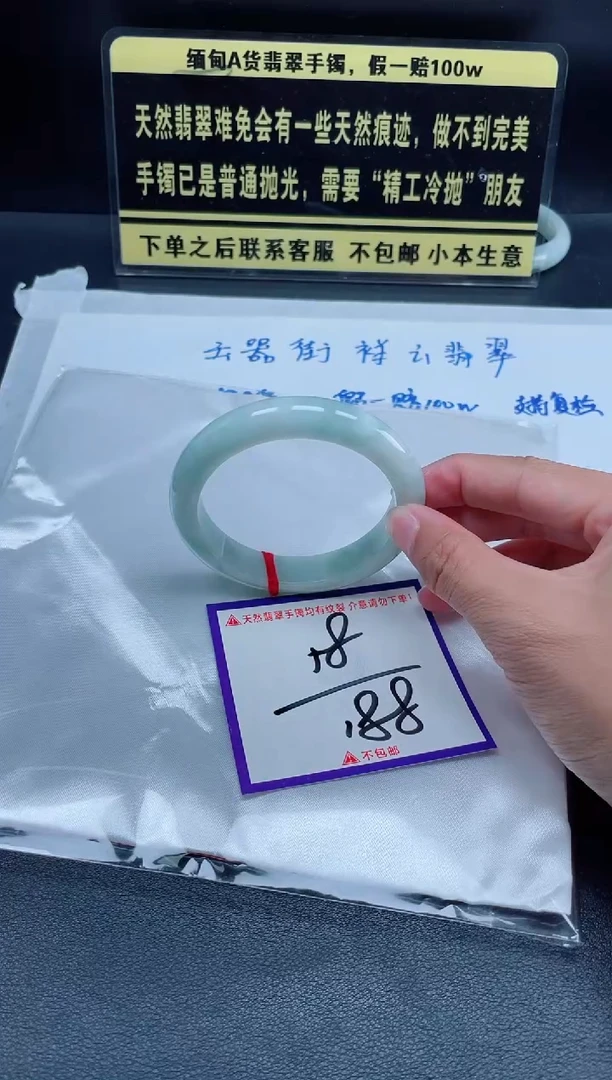 缅甸A货翡翠手镯，假一赔100w
天然翡翠难免会有一些天然痕迹，做不到完美
手镯已是普通抛光，需要“精工冷抛”朋友
下单之后联系客服 不包邮 小本生意
玉器街祥云翡翠
假一赔100w 支持复检
天然翡翠手镯均有纹裂 介意请勿下单！
188
不包邮